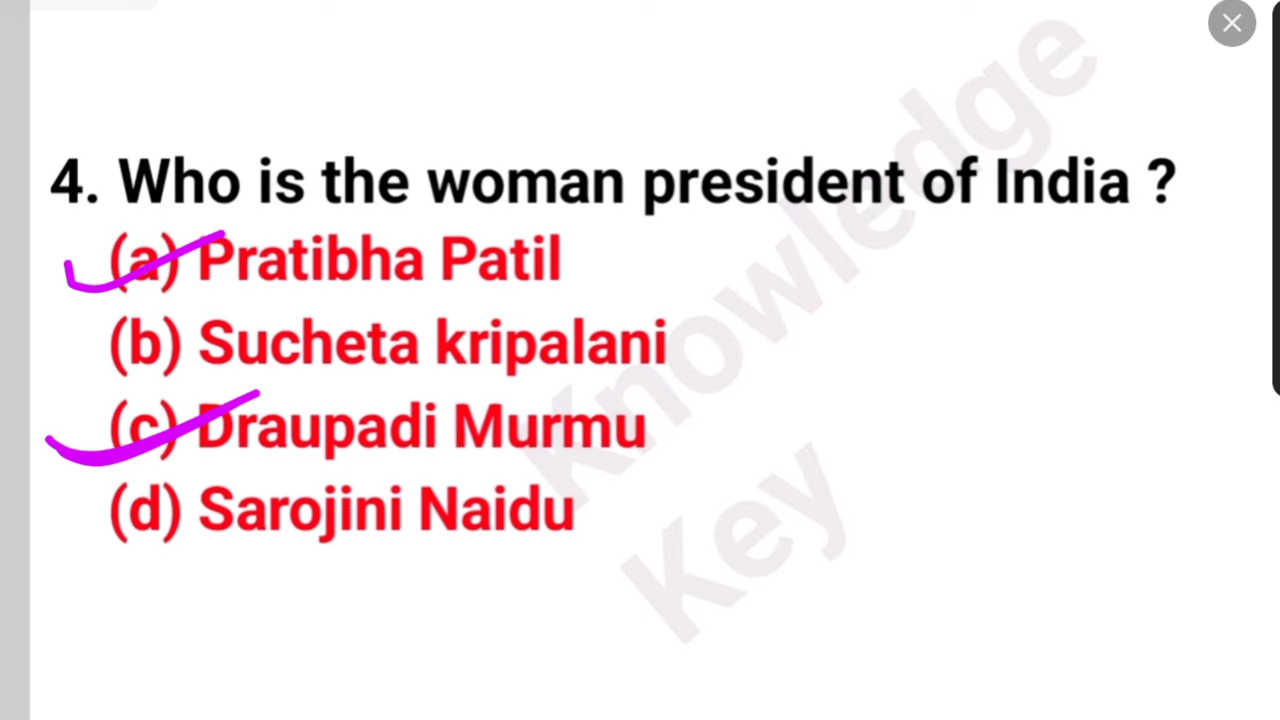 4. Who is the woman president of India ?
(a) Pratibha Patil
(b) Sucheta kripalani
(c) Draupadi Murmu
(d) Sarojini Naidu
Knowledge
Key